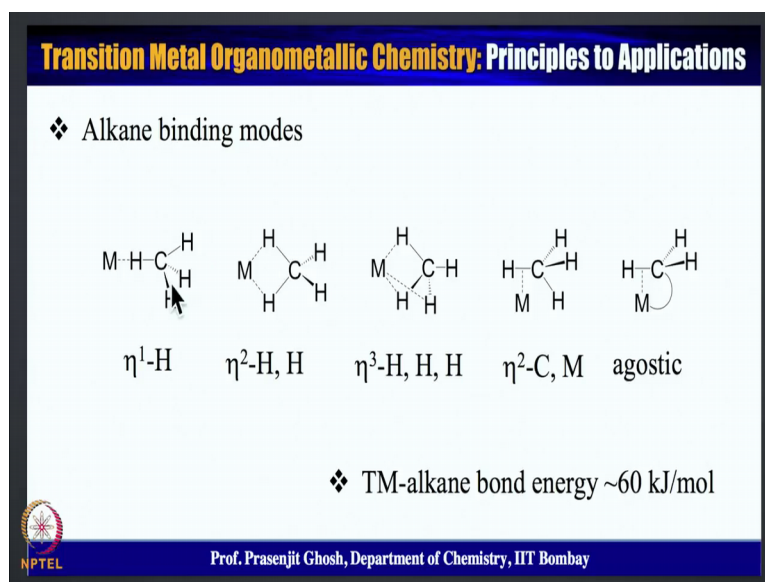 Transition Metal Organometallic Chemistry: Principles to Applications
❖ Alkane binding modes
M H C H H H
M H H C H H
M H H H C H
H C H H M H
H C H H M
η¹-H η²-H, H η³-H, H, H η²-C, M agostic
❖ TM-alkane bond energy ~60 kJ/mol
NPTEL
Prof. Prasenjit Ghosh, Department of Chemistry, IIT Bombay